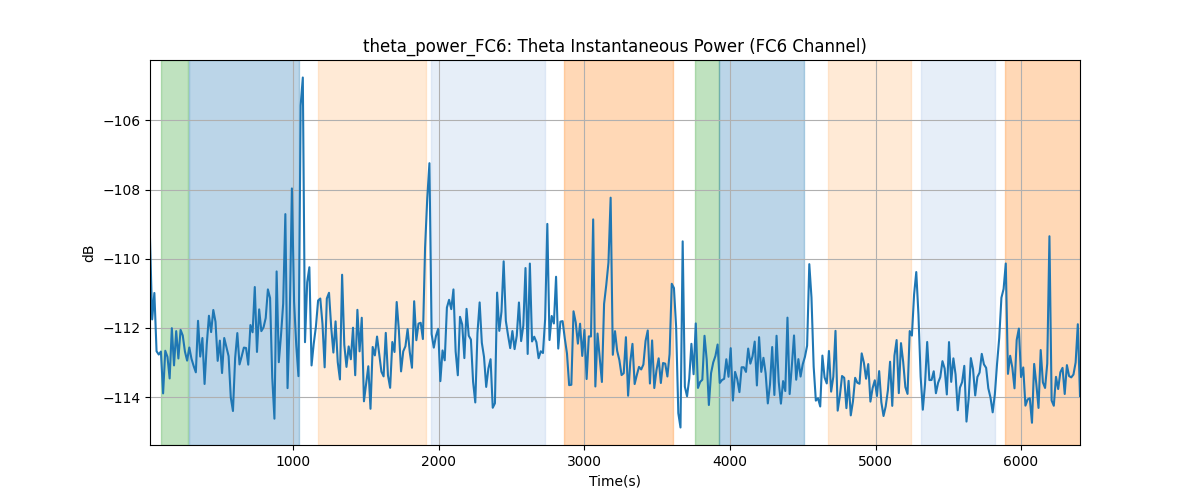 theta_power_FC6: Theta Instantaneous Power (FC6 Channel)
−106
−108
−110
−112
−114
dB
1000 2000 3000 4000 5000 6000
Time(s)